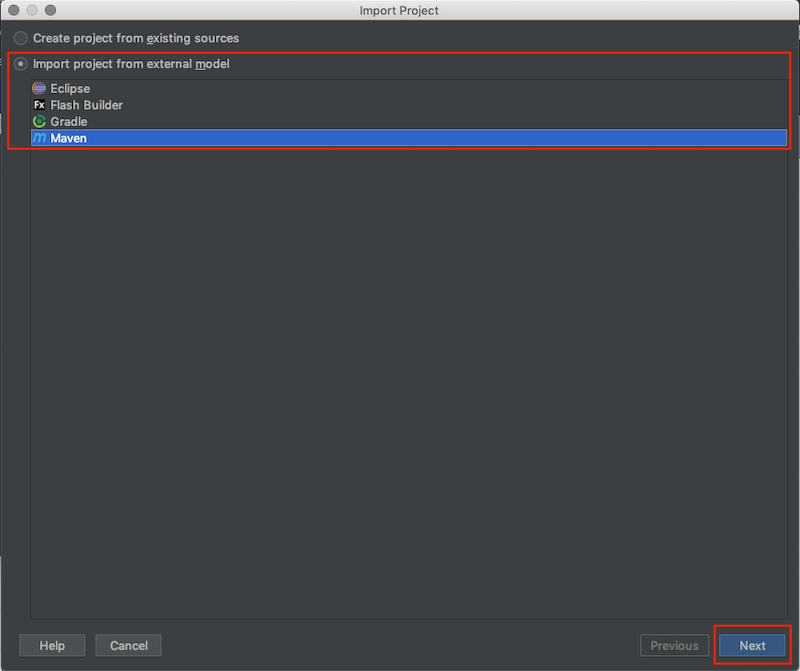 Import Project
Create project from existing sources
Import project from external model
Eclipse
Fx Flash Builder
Gradle
m Maven
Help Cancel Previous Next